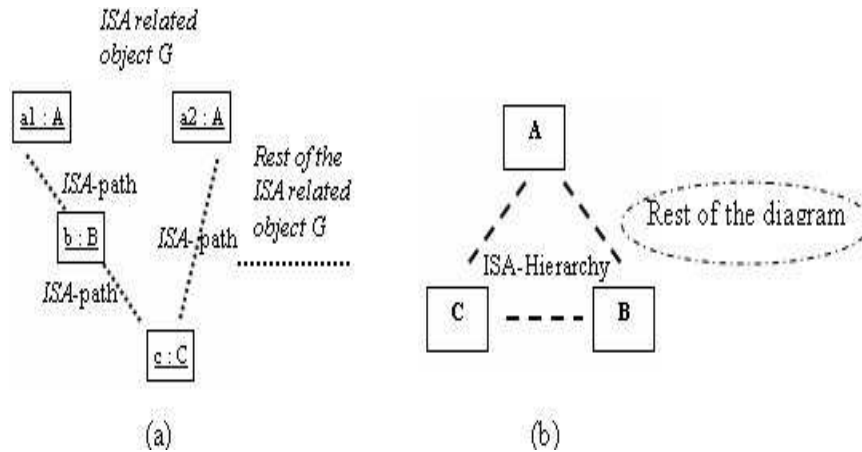 ISA related
object G
a1 : A
a2 : A
Rest of the
ISA related
object G
ISA-path
b : B
ISA-path
ISA-path
c : C
(a)
A
Rest of the diagram
ISA-Hierarchy
C
B
(b)